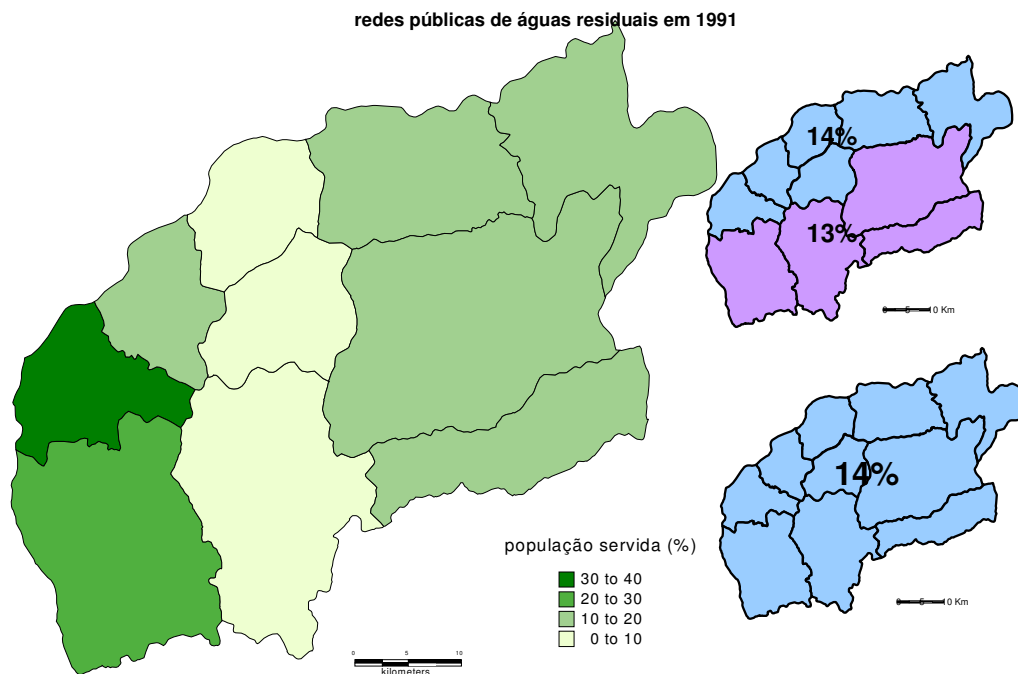 redes públicas de águas residuais em 1991
14%
13%
0 5 10 Km
14%
0 5 10 Km
população servida (%)
30 to 40
20 to 30
10 to 20
0 to 10
0 5 10
kilometers